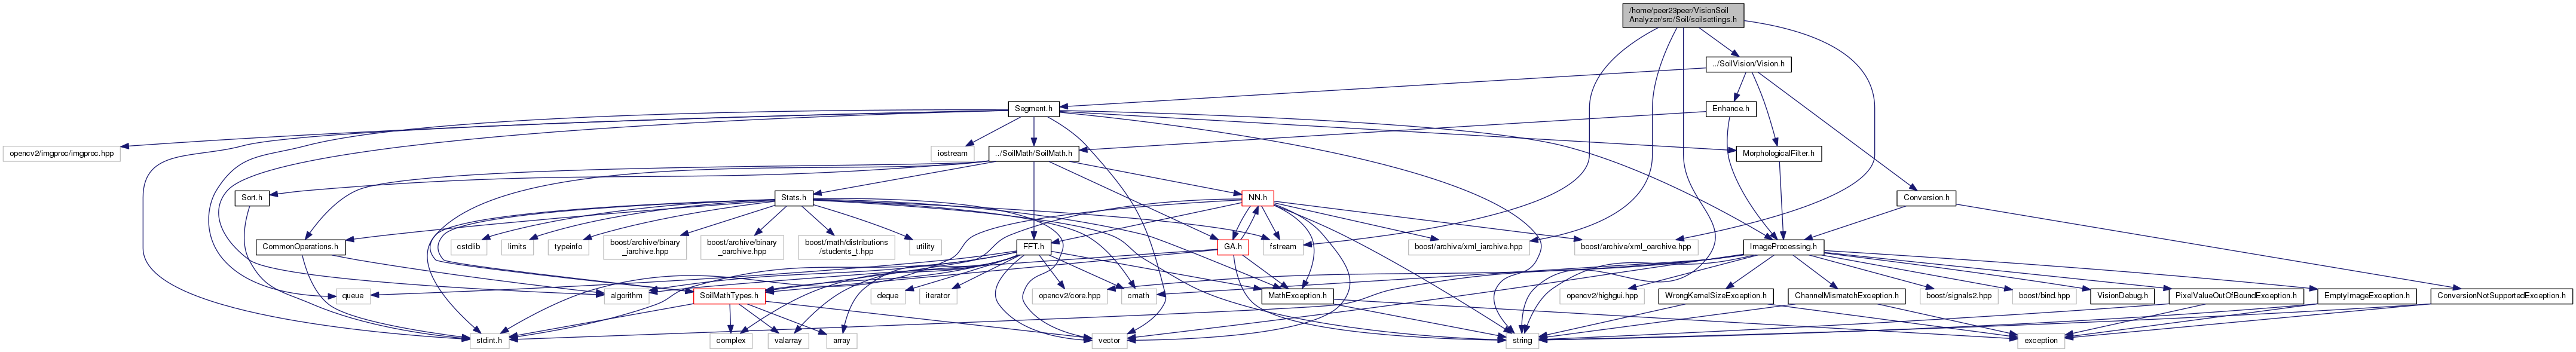 /home/peer23peer/VisionSoil
Analyzer/src/Soil/soilsettings.h
../SoilVision/Vision.h
Segment.h
Enhance.h
opencv2/imgproc/imgproc.hpp
iostream
../SoilMath/SoilMath.h
MorphologicalFilter.h
Sort.h
Stats.h
NN.h
Conversion.h
CommonOperations.h
cstdlib
limits
typeinfo
boost/archive/binary
_iarchive.hpp
boost/archive/binary
_oarchive.hpp
boost/math/distributions
/students_t.hpp
utility
FFT.h
GA.h
fstream
boost/archive/xml_iarchive.hpp
boost/archive/xml_oarchive.hpp
ImageProcessing.h
queue
algorithm
SoilMathTypes.h
deque
iterator
opencv2/core.hpp
cmath
MathException.h
opencv2/highgui.hpp
WrongKernelSizeException.h
ChannelMismatchException.h
boost/signals2.hpp
boost/bind.hpp
VisionDebug.h
PixelValueOutOfBoundException.h
EmptyImageException.h
ConversionNotSupportedException.h
stdint.h
complex
valarray
array
vector
string
exception